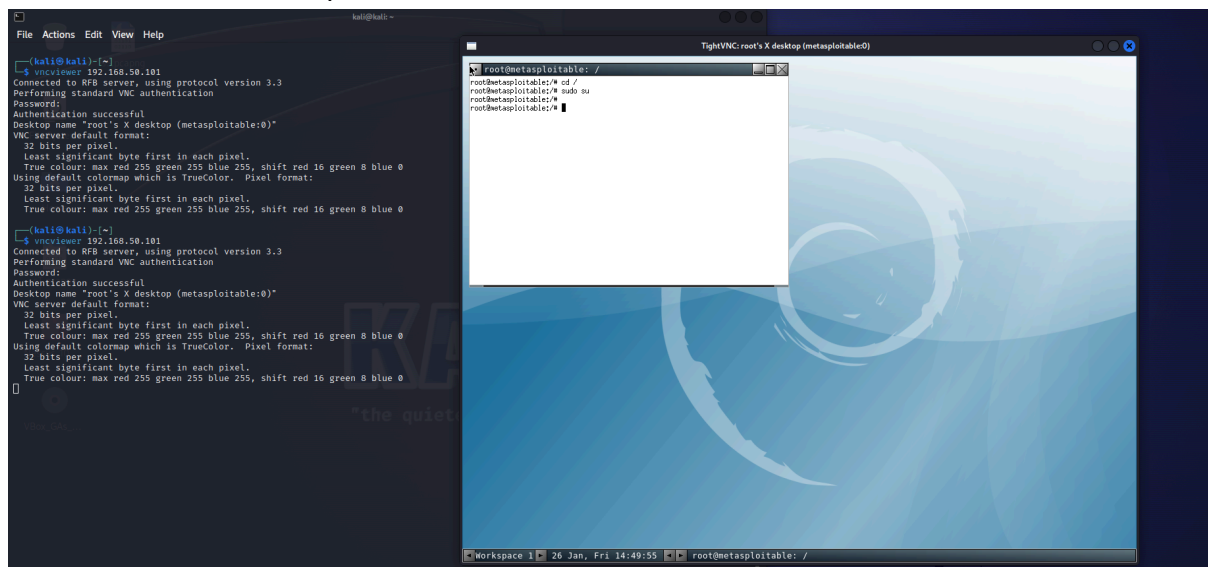 kali@kali: ~
File Actions Edit View Help
(kali㉿kali)-[~]
$ vncviewer 192.168.50.101
Connected to RFB server, using protocol version 3.3
Performing standard VNC authentication
Password:
Authentication successful
Desktop name "root's X desktop (metasploitable:0)"
VNC server default format:
32 bits per pixel.
Least significant byte first in each pixel.
True colour: max red 255 green 255 blue 255, shift red 16 green 8 blue 0
Using default colormap which is TrueColor. Pixel format:
32 bits per pixel.
Least significant byte first in each pixel.
True colour: max red 255 green 255 blue 255, shift red 16 green 8 blue 0
(kali㉿kali)-[~]
$ vncviewer 192.168.50.101
Connected to RFB server, using protocol version 3.3
Performing standard VNC authentication
Password:
Authentication successful
Desktop name "root's X desktop (metasploitable:0)"
VNC server default format:
32 bits per pixel.
Least significant byte first in each pixel.
True colour: max red 255 green 255 blue 255, shift red 16 green 8 blue 0
Using default colormap which is TrueColor. Pixel format:
32 bits per pixel.
Least significant byte first in each pixel.
True colour: max red 255 green 255 blue 255, shift red 16 green 8 blue 0
"the quiet
TightVNC: root's X desktop (metasploitable:0)
root@metasploitable: /
root@metasploitable:/# cd /
root@metasploitable:/# sudo su
root@metasploitable:/#
root@metasploitable:/#
Workspace 1 26 Jan, Fri 14:49:55 root@metasploitable: /